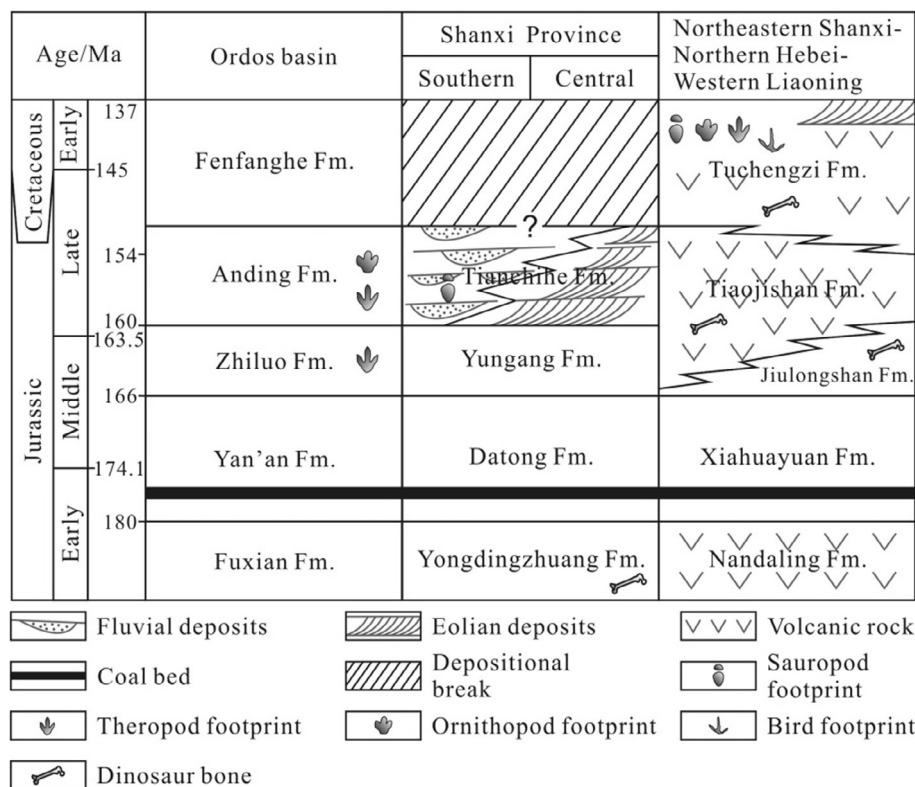 Age/Ma
Ordos basin
Shanxi Province
Southern
Central
Northeastern Shanxi-
Northern Hebei-
Western Liaoning
Cretaceous
Jurassic
Early
Late
Middle
Early
137
145
154
160
163.5
166
174.1
180
Fenfanghe Fm.
Anding Fm.
Zhiluo Fm.
Yan’an Fm.
Fuxian Fm.
?
Tianchihe Fm.
Yungang Fm.
Datong Fm.
Yongdingzhuang Fm.
Tuchengzi Fm.
Tiaojishan Fm.
Jiulongshan Fm.
Xiahuayuan Fm.
Nandaling Fm.
Fluvial deposits
Eolian deposits
Volcanic rock
Coal bed
Depositional
break
Sauropod
footprint
Theropod footprint
Ornithopod footprint
Bird footprint
Dinosaur bone